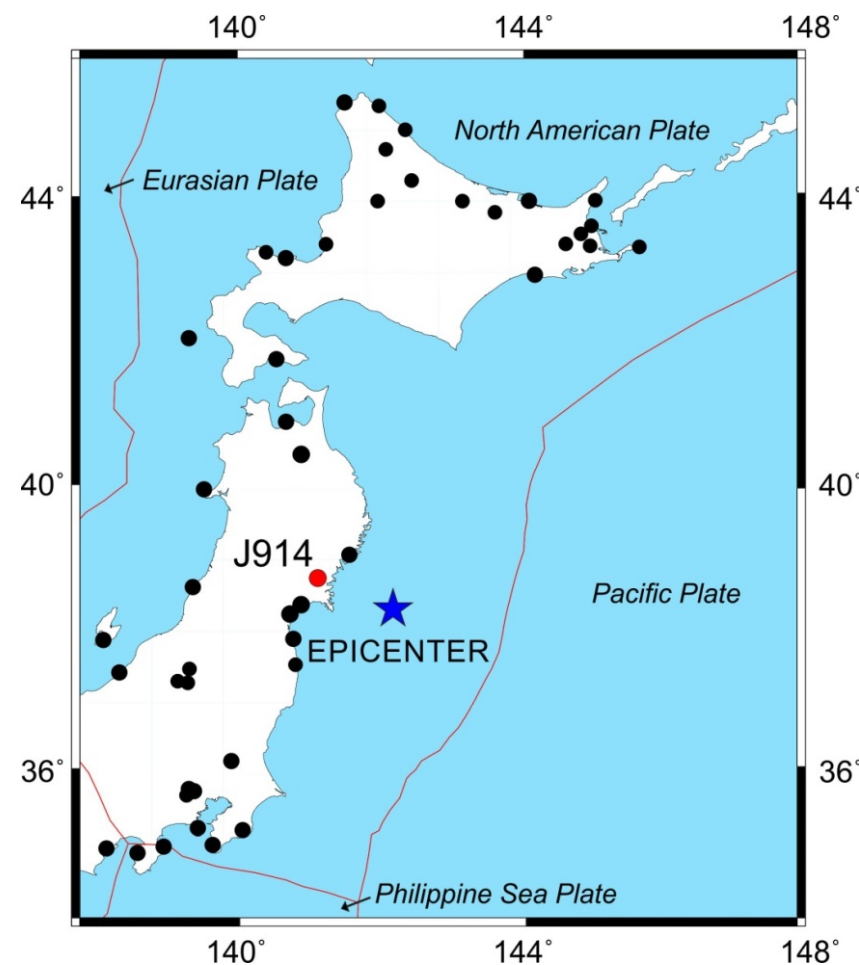 140° 144° 148°
North American Plate
Eurasian Plate
44° 44°
40° 40°
J914
Pacific Plate
EPICENTER
36° 36°
Philippine Sea Plate
140° 144° 148°